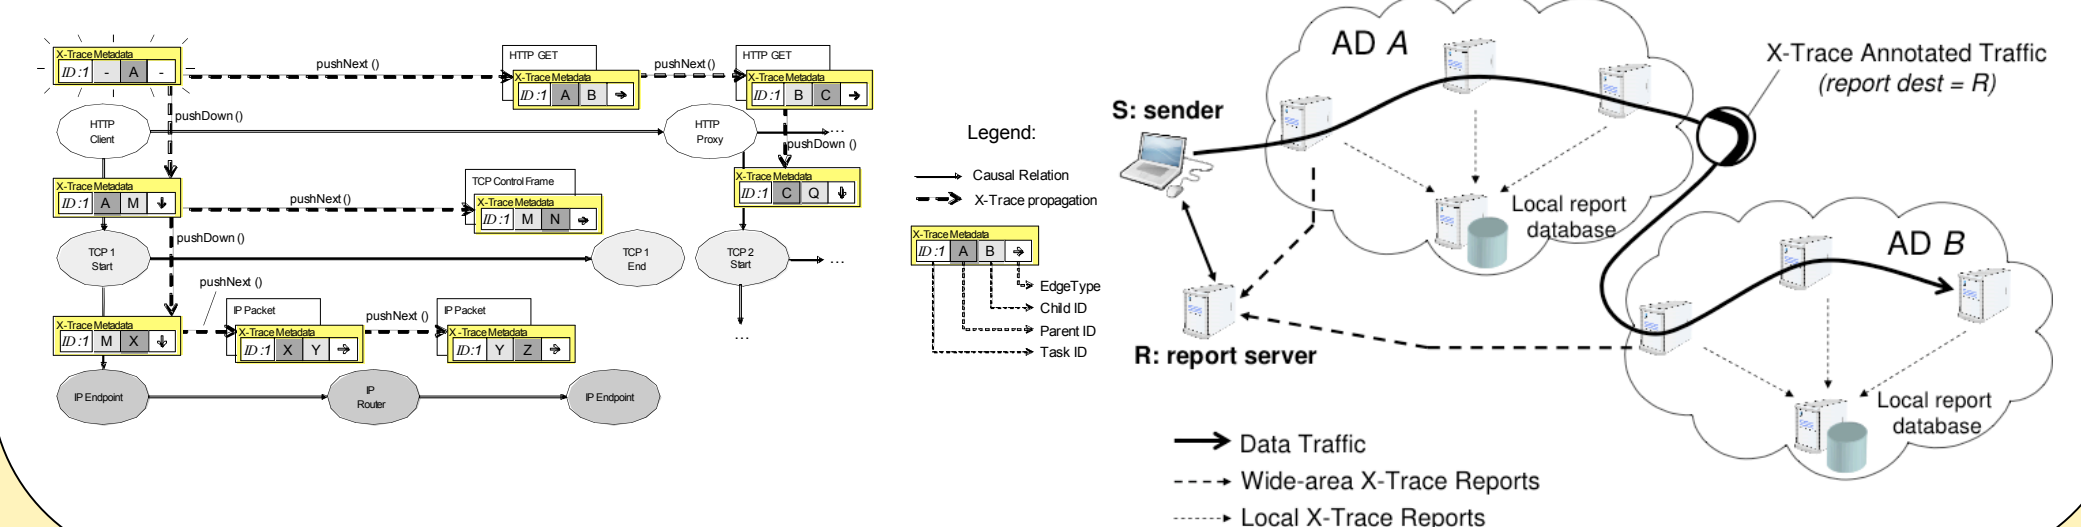 X-Trace Metadata
ID:1 - A -
pushNext ()
HTTP GET
X-Trace Metadata
ID:1 A B →
pushNext()
HTTP GET
X-Trace Metadata
ID:1 B C →
pushDown ()
HTTP
Client
HTTP
Proxy
...
pushDown ()
X-Trace Metadata
ID:1 A M ↓
pushNext()
TCP Control Frame
X-Trace Metadata
ID:1 M N →
X-Trace Metadata
ID:1 C Q ↓
pushDown ()
TCP 1
Start
TCP 1
End
TCP 2
Start
...
pushNext ()
X-Trace Metadata
ID:1 M X ↓
IP Packet
X-Trace Metadata
ID:1 X Y →
pushNext ()
IP Packet
X-Trace Metadata
ID:1 Y Z →
...
IP Endpoint
IP
Router
IP Endpoint
Legend:
Causal Relation
X-Trace propagation
X-Trace Metadata
ID:1 A B →
EdgeType
Child ID
Parent ID
Task ID
AD A
X-Trace Annotated Traffic
(report dest = R)
S: sender
Local report
database
AD B
R: report server
Local report
database
Data Traffic
Wide-area X-Trace Reports
Local X-Trace Reports